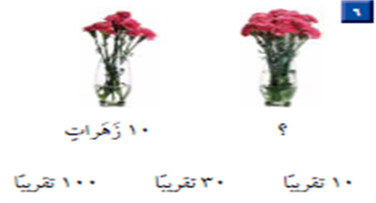 ٦
؟ ١٠ زَهَراتٍ
١٠ تقريبًا ٣٠ تقريبًا ١٠٠ تقريبًا